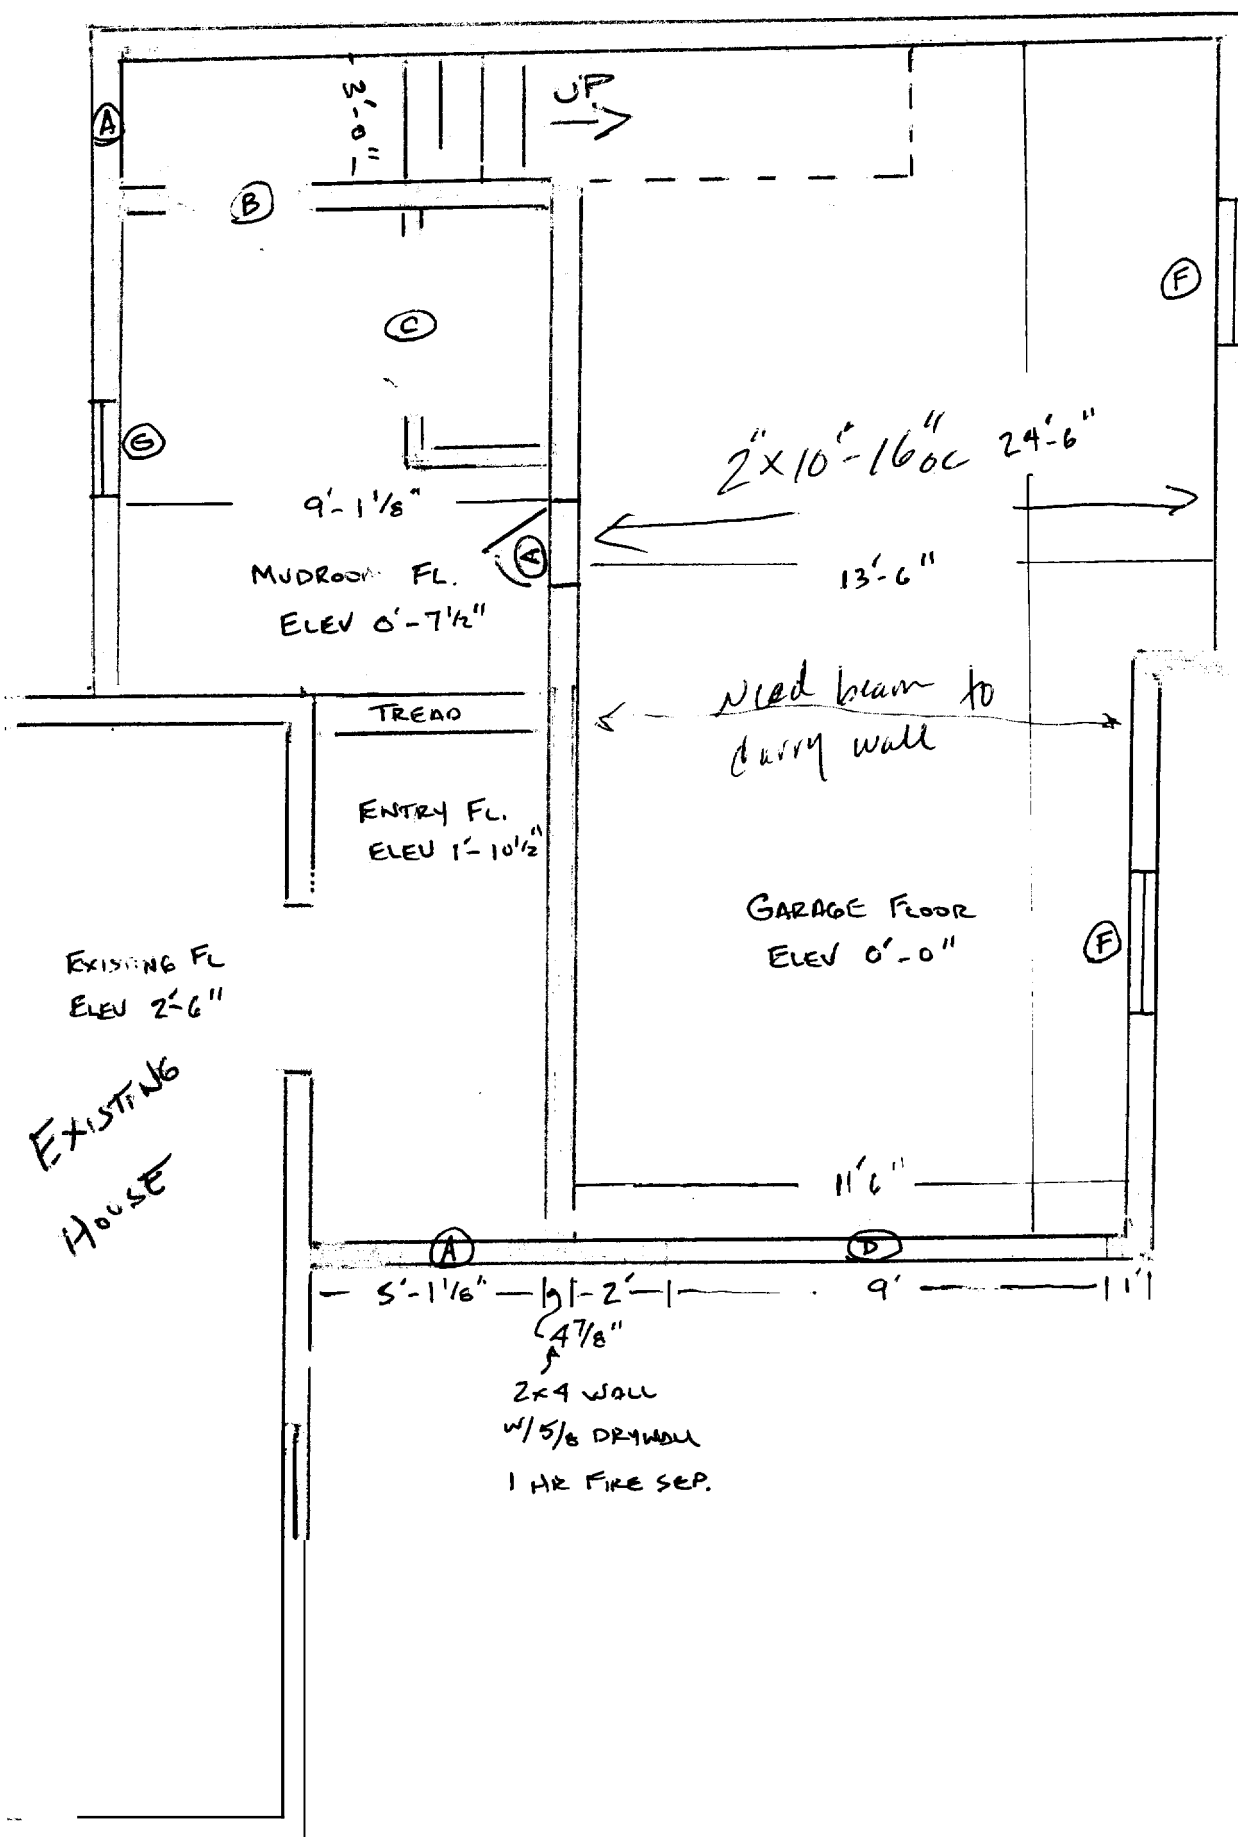 A
3'-0"
UP
B
F
C
G
2"x10"-16"oc
24'-6"
9'-1 1/8"
A
MUDROOM FL.
ELEV 0'-7 1/2"
13'-6"
Need beam to
carry wall
TREAD
ENTRY FL.
ELEV 1'-10 1/2"
GARAGE FLOOR
ELEV 0'-0"
F
EXISTING FL
ELEV 2'-6"
EXISTING
HOUSE
11'6"
A
D
5'-1 1/8"
2'
9'
1'
4 7/8"
2x4 WALL
W/ 5/8 DRYWALL
1 HR FIRE SEP.